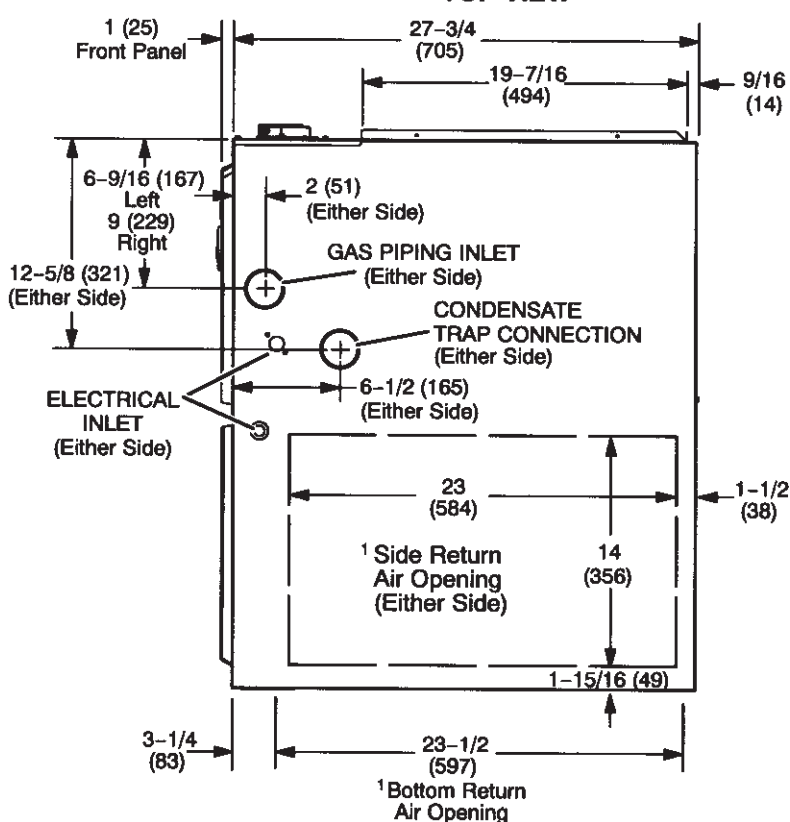 1 (25)
Front Panel
27–3/4
(705)
19–7/16
(494)
9/16
(14)
6–9/16 (167)
Left
9 (229)
Right
2 (51)
(Either Side)
12–5/8 (321)
(Either Side)
GAS PIPING INLET
(Either Side)
CONDENSATE
TRAP CONNECTION
(Either Side)
6–1/2 (165)
(Either Side)
ELECTRICAL
INLET
(Either Side)
23
(584)
1–1/2
(38)
1 Side Return
Air Opening
(Either Side)
14
(356)
1–15/16 (49)
3–1/4
(83)
23–1/2
(597)
1 Bottom Return
Air Opening